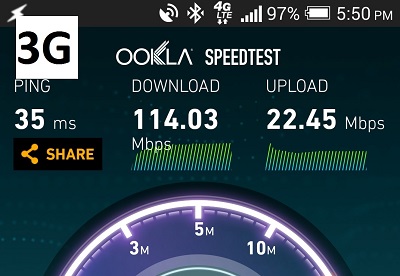 4G
LTE
97%
5:50 PM
3G
OOKLA SPEEDTEST
PING
DOWNLOAD
UPLOAD
35 ms
114.03
Mbps
22.45 Mbps
SHARE
3M
5M
10M